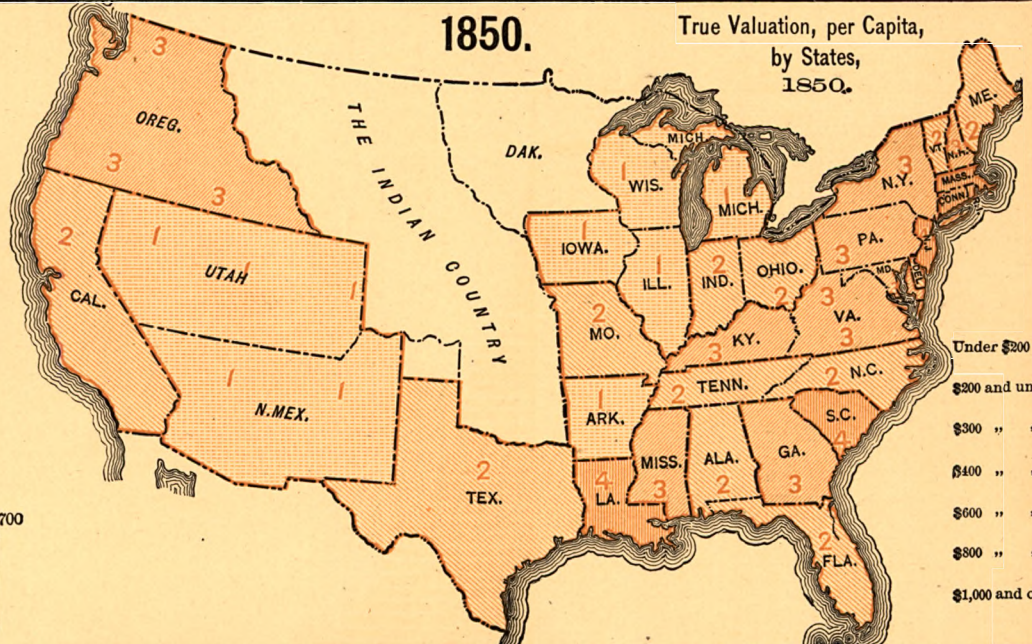 1850.
True Valuation, per Capita,
by States,
1850.
3
OREG.
3
3
THE INDIAN COUNTRY
DAK.
MICH.
ME.
2
VT.
2
N.H.
N.Y.
3
MASS.
CONN.
1
WIS.
1
MICH.
2
CAL.
1
UTAH
1
1
1
IOWA.
1
ILL.
2
IND.
OHIO.
2
PA.
3
N.J.
MD.
DEL.
2
MO.
3
KY.
3
VA.
3
Under $200
1
N.MEX.
1
1
ARK.
2
TENN.
2
N.C.
$200 and un
S.C.
4
$300 „
2
TEX.
4
LA.
MISS.
3
ALA.
2
GA.
3
$400 „
700
$600 „
2
FLA.
$800 „
$1,000 and o